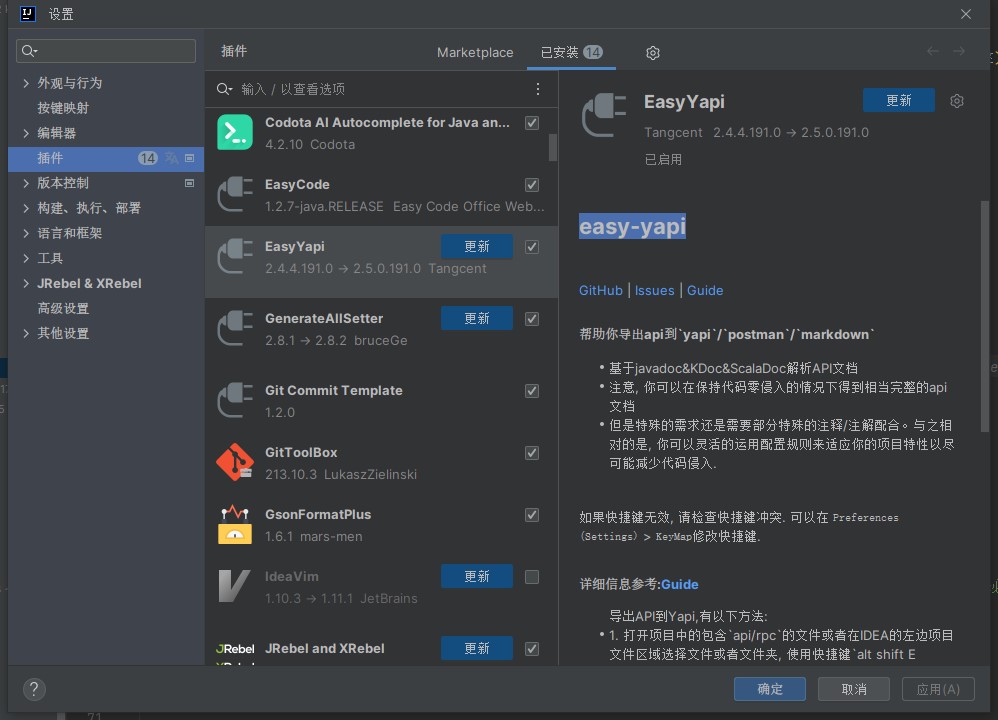 设置
插件
Marketplace
已安装 14
外观与行为
按键映射
编辑器
插件 14
版本控制
构建、执行、部署
语言和框架
工具
JRebel & XRebel
高级设置
其他设置
输入 / 以查看选项
Codota AI Autocomplete for Java an...
4.2.10 Codota
EasyCode
1.2.7-java.RELEASE Easy Code Office Web...
EasyYapi 更新
2.4.4.191.0 → 2.5.0.191.0 Tangcent
GenerateAllSetter 更新
2.8.1 → 2.8.2 bruceGe
Git Commit Template
1.2.0
GitToolBox
213.10.3 LukaszZielinski
GsonFormatPlus
1.6.1 mars-men
IdeaVim 更新
1.10.3 → 1.11.1 JetBrains
JRebel
JRebel and XRebel 更新
EasyYapi 更新
Tangcent 2.4.4.191.0 → 2.5.0.191.0
已启用
easy-yapi
GitHub | Issues | Guide
帮助你导出api到`yapi`/`postman`/`markdown`
• 基于javadoc&KDoc&ScalaDoc解析API文档
• 注意, 你可以在保持代码零侵入的情况下得到相当完整的api
文档
• 但是特殊的需求还是需要部分特殊的注释/注解配合。与之相
对的是, 你可以灵活的运用配置规则来适应你的项目特性以尽
可能减少代码侵入.
如果快捷键无效, 请检查快捷键冲突. 可以在 Preferences
(Settings) > KeyMap修改快捷键.
详细信息参考:Guide
导出API到Yapi,有以下方法:
• 1. 打开项目中的包含`api/rpc`的文件或者在IDEA的左边项目
文件区域选择文件或者文件夹, 使用快捷键`alt shift E
?
确定
取消
应用(A)
71